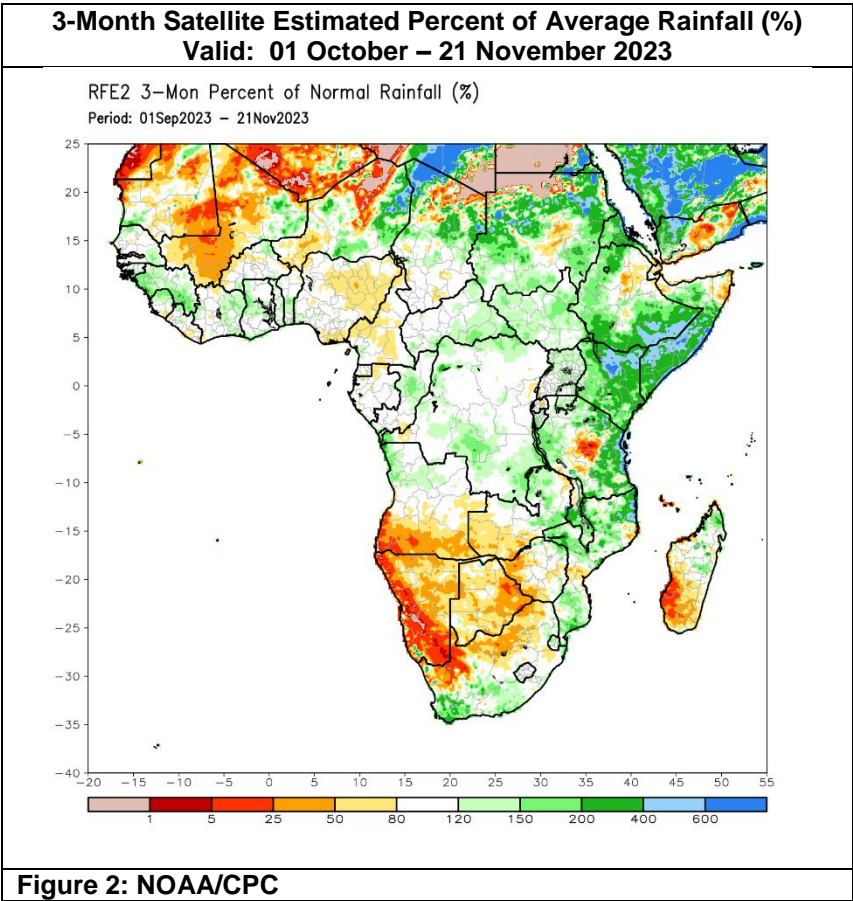 3-Month Satellite Estimated Percent of Average Rainfall (%)
Valid: 01 October – 21 November 2023
RFE2 3-Mon Percent of Normal Rainfall (%)
Period: 01Sep2023 – 21Nov2023
25
20
15
10
5
0
-5
-10
-15
-20
-25
-30
-35
-40
-20 -15 -10 -5 0 5 10 15 20 25 30 35 40 45 50 55
1 5 25 50 80 120 150 200 400 600
Figure 2: NOAA/CPC